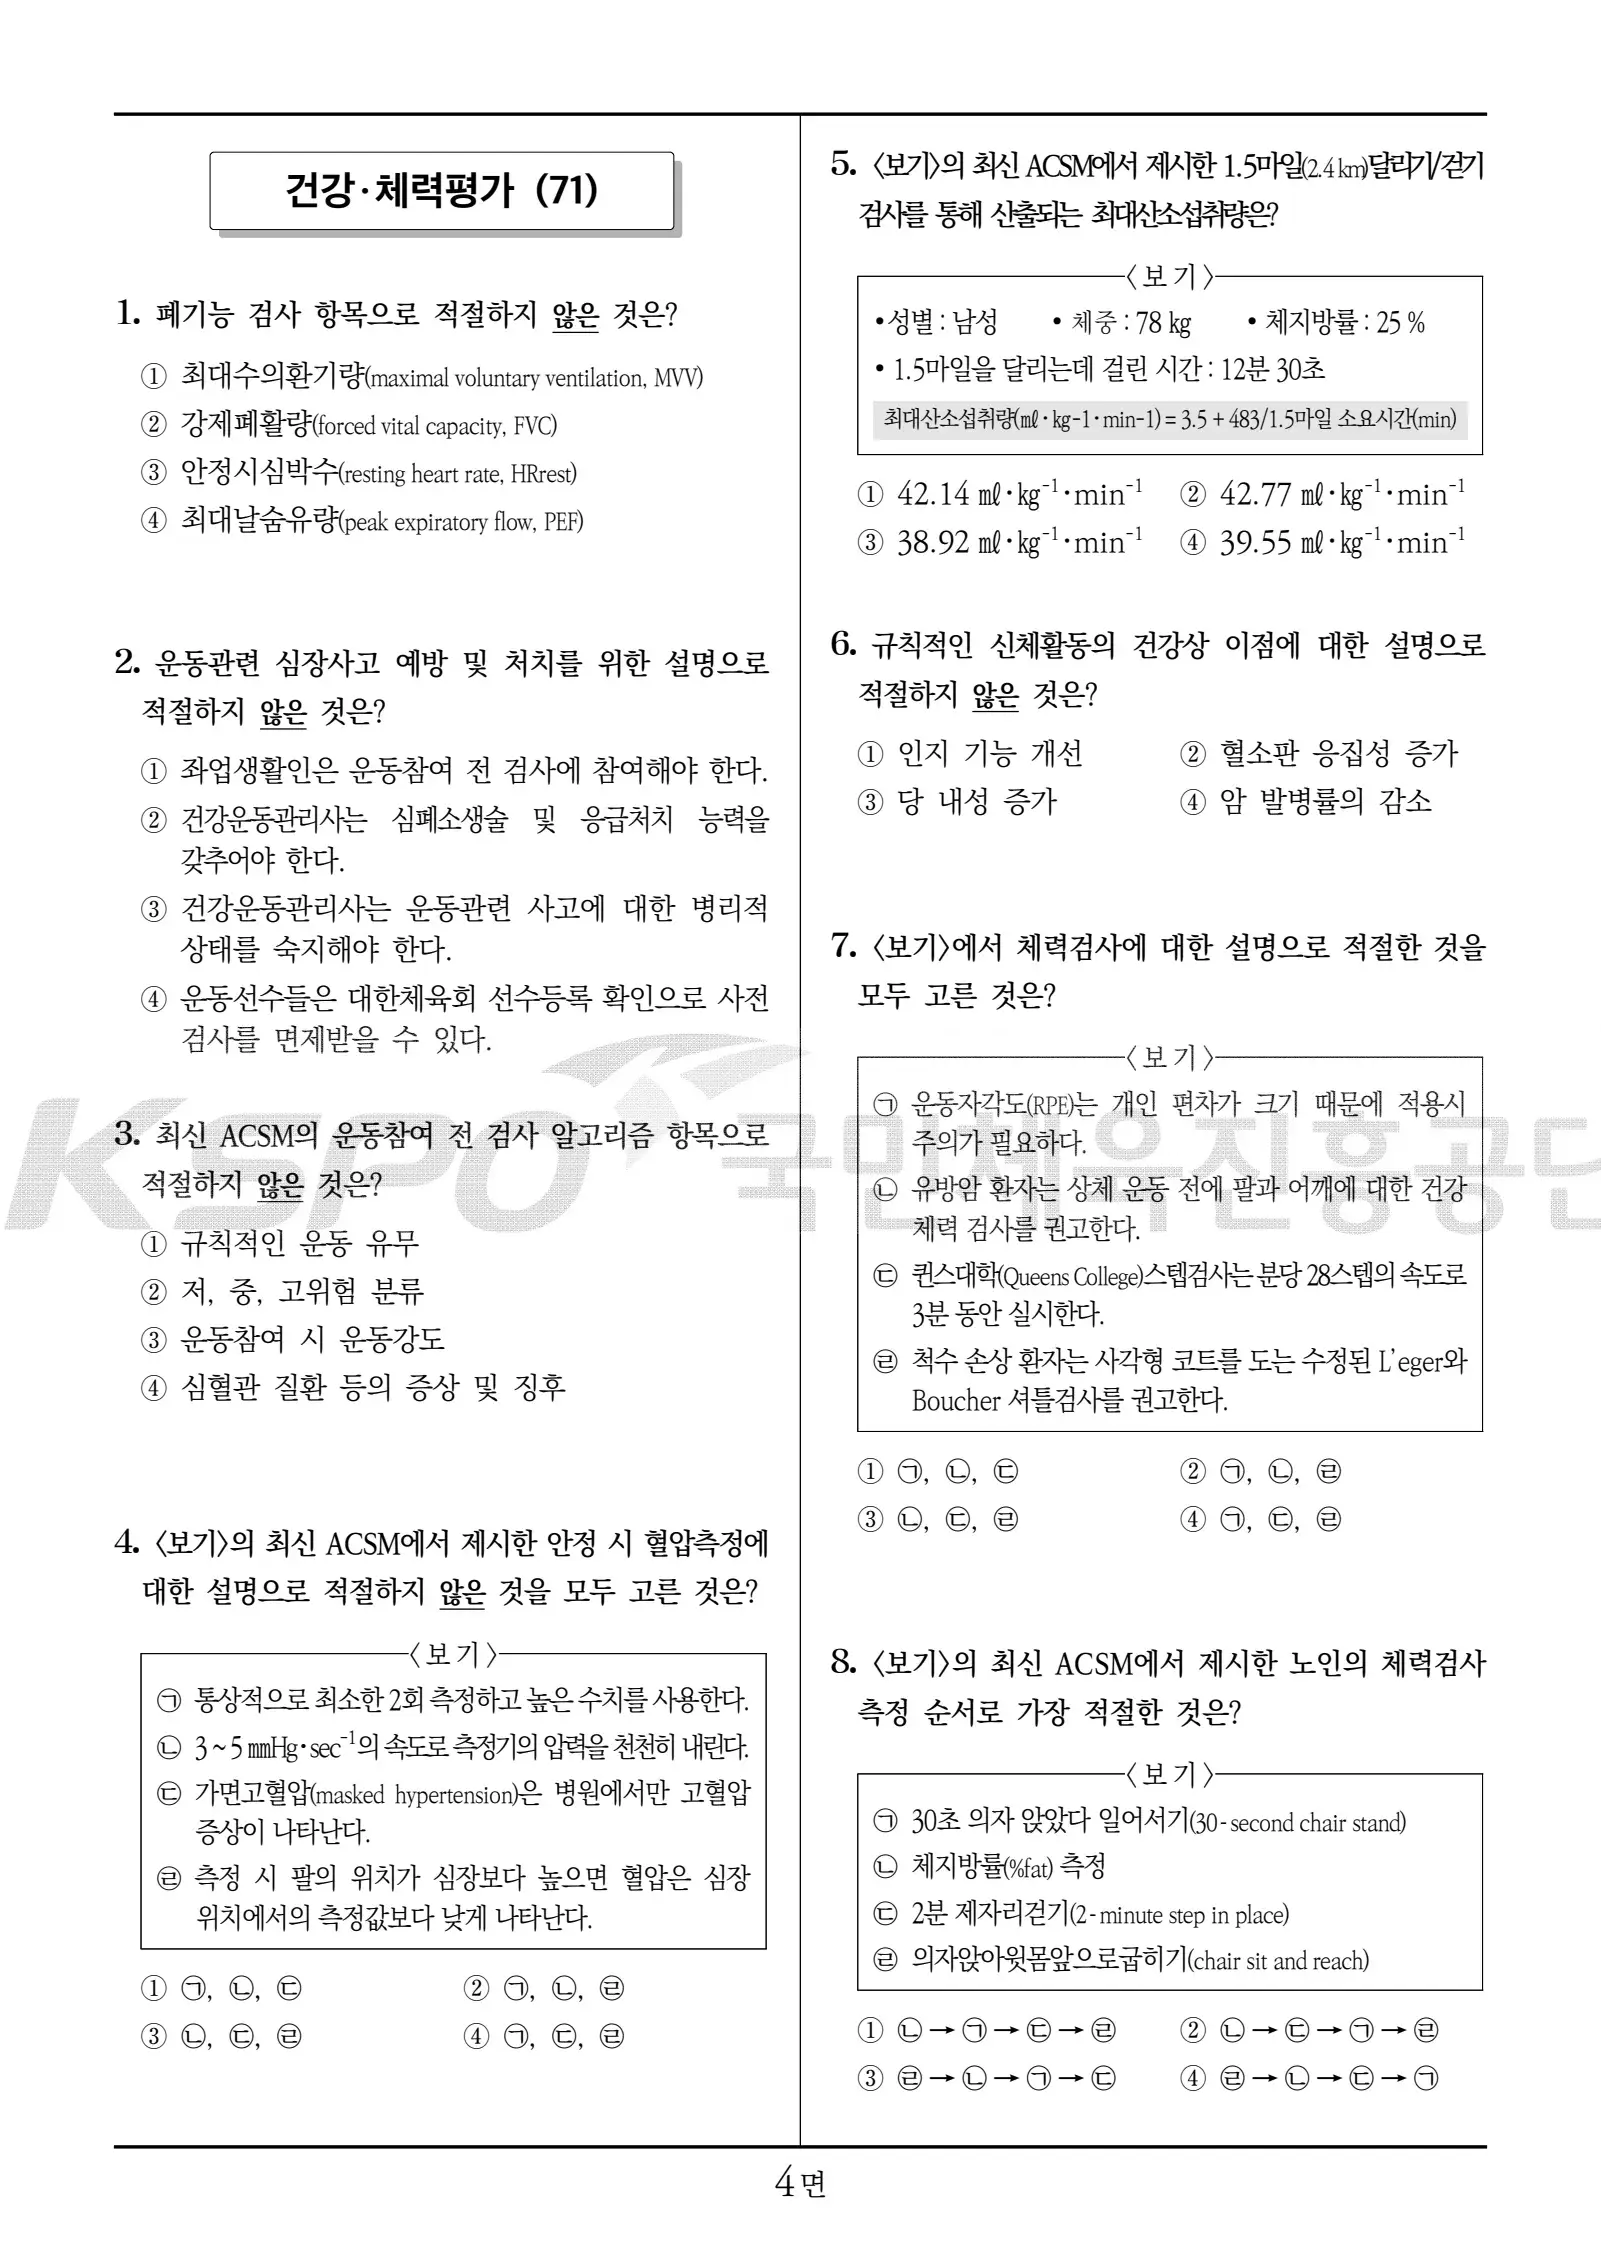 건강·체력평가 (71)
1. 폐기능 검사 항목으로 적절하지 않은 것은?
① 최대수의환기량(maximal voluntary ventilation, MVV)
② 강제폐활량(forced vital capacity, FVC)
③ 안정시심박수(resting heart rate, HRrest)
④ 최대날숨유량(peak expiratory flow, PEF)
2. 운동관련 심장사고 예방 및 처치를 위한 설명으로
적절하지 않은 것은?
① 좌업생활인은 운동참여 전 검사에 참여해야 한다.
② 건강운동관리사는 심폐소생술 및 응급처치 능력을
갖추어야 한다.
③ 건강운동관리사는 운동관련 사고에 대한 병리적
상태를 숙지해야 한다.
④ 운동선수들은 대한체육회 선수등록 확인으로 사전
검사를 면제받을 수 있다.
3. 최신 ACSM의 운동참여 전 검사 알고리즘 항목으로
적절하지 않은 것은?
① 규칙적인 운동 유무
② 저, 중, 고위험 분류
③ 운동참여 시 운동강도
④ 심혈관 질환 등의 증상 및 징후
4. 〈보기〉의 최신 ACSM에서 제시한 안정 시 혈압측정에
대한 설명으로 적절하지 않은 것을 모두 고른 것은?
〈보기〉
㉠ 통상적으로 최소한 2회 측정하고 높은 수치를 사용한다.
㉡ 3~5㎜Hg·sec⁻¹의 속도로 측정기의 압력을 천천히 내린다.
㉢ 가면고혈압(masked hypertension)은 병원에서만 고혈압
증상이 나타난다.
㉣ 측정 시 팔의 위치가 심장보다 높으면 혈압은 심장
위치에서의 측정값보다 낮게 나타난다.
① ㉠, ㉡, ㉢ ② ㉠, ㉡, ㉣
③ ㉡, ㉢, ㉣ ④ ㉠, ㉢, ㉣
5. 〈보기〉의 최신 ACSM에서 제시한 1.5마일(2.4㎞)달리기/걷기
검사를 통해 산출되는 최대산소섭취량은?
〈보기〉
•성별 : 남성 • 체중 : 78 ㎏ • 체지방률 : 25 %
• 1.5마일을 달리는데 걸린 시간 : 12분 30초
최대산소섭취량(㎖·㎏-1·min-1) = 3.5 + 483/1.5마일 소요시간(min)
① 42.14 ㎖·㎏⁻¹·min⁻¹ ② 42.77 ㎖·㎏⁻¹·min⁻¹
③ 38.92 ㎖·㎏⁻¹·min⁻¹ ④ 39.55 ㎖·㎏⁻¹·min⁻¹
6. 규칙적인 신체활동의 건강상 이점에 대한 설명으로
적절하지 않은 것은?
① 인지 기능 개선 ② 혈소판 응집성 증가
③ 당 내성 증가 ④ 암 발병률의 감소
7. 〈보기〉에서 체력검사에 대한 설명으로 적절한 것을
모두 고른 것은?
〈보기〉
㉠ 운동자각도(RPE)는 개인 편차가 크기 때문에 적용시
주의가 필요하다.
㉡ 유방암 환자는 상체 운동 전에 팔과 어깨에 대한 건강
체력 검사를 권고한다.
㉢ 퀸스대학(Queens College)스텝검사는 분당 28스텝의 속도로
3분 동안 실시한다.
㉣ 척수 손상 환자는 사각형 코트를 도는 수정된 L’eger와
Boucher 셔틀검사를 권고한다.
① ㉠, ㉡, ㉢ ② ㉠, ㉡, ㉣
③ ㉡, ㉢, ㉣ ④ ㉠, ㉢, ㉣
8. 〈보기〉의 최신 ACSM에서 제시한 노인의 체력검사
측정 순서로 가장 적절한 것은?
〈보기〉
㉠ 30초 의자 앉았다 일어서기(30-second chair stand)
㉡ 체지방률(%fat) 측정
㉢ 2분 제자리걷기(2-minute step in place)
㉣ 의자앉아윗몸앞으로굽히기(chair sit and reach)
① ㉡→㉠→㉢→㉣ ② ㉡→㉢→㉠→㉣
③ ㉣→㉡→㉠→㉢ ④ ㉣→㉡→㉢→㉠
KSPO 국민체육진흥공단
4면